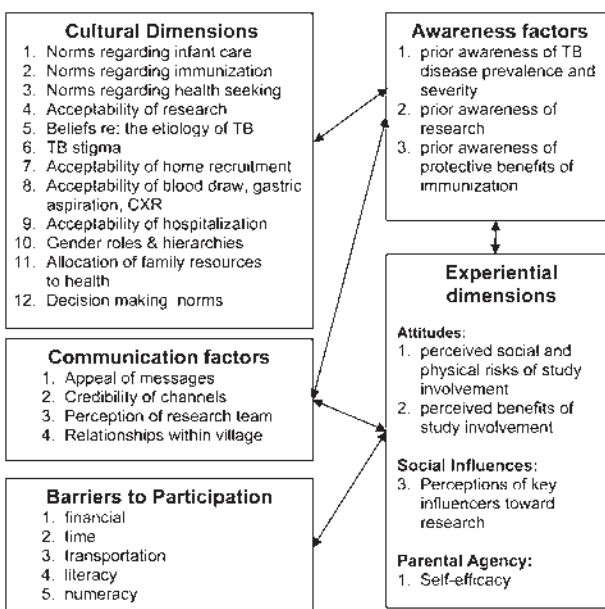 Cultural Dimensions
1. Norms regarding infant care
2. Norms regarding immunization
3. Norms regarding health seeking
4. Acceptability of research
5. Beliefs re: the etiology of TB
6. TB stigma
7. Acceptability of home recruitment
8. Acceptability of blood draw, gastric
aspiration, CXR
9. Acceptability of hospitalization
10. Gender roles & hierarchies
11. Allocation of family resources
to health
12. Decision making norms
Communication factors
1. Appeal of messages
2. Credibility of channels
3. Perception of research team
4. Relationships within village
Barriers to Participation
1. financial
2. time
3. transportation
4. literacy
5. numeracy
Awareness factors
1. prior awareness of TB
disease prevalence and
severity
2. prior awareness of
research
3. prior awareness of
protective benefits of
immunization
Experiential
dimensions
Attitudes:
1. perceived social and
physical risks of study
involvement
2. perceived benefits of
study involvement
Social Influences:
3. Perceptions of key
influencers toward
research
Parental Agency:
1. Self-efficacy